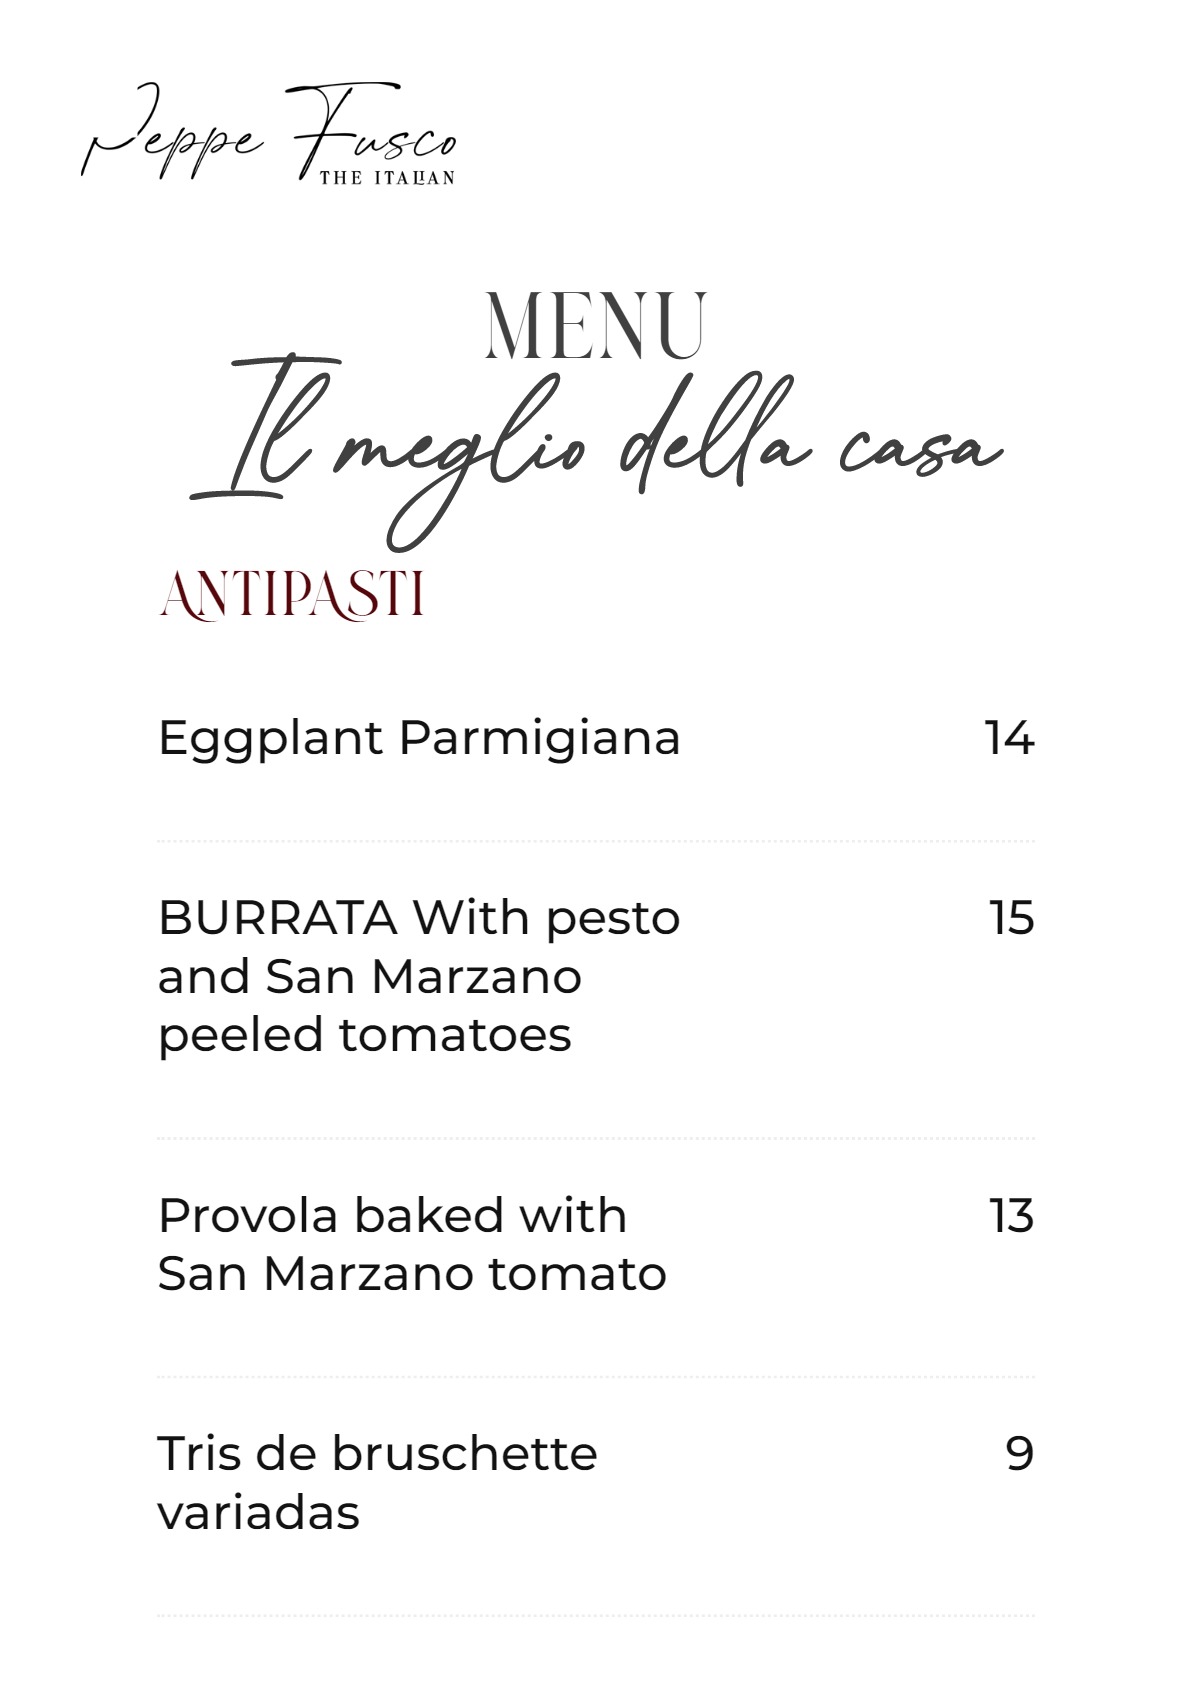 Peppe Fusco
THE ITALIAN
MENU
Il meglio della casa
ANTIPASTI
Eggplant Parmigiana 14
BURRATA With pesto 15
and San Marzano
peeled tomatoes
Provola baked with 13
San Marzano tomato
Tris de bruschette 9
variadas